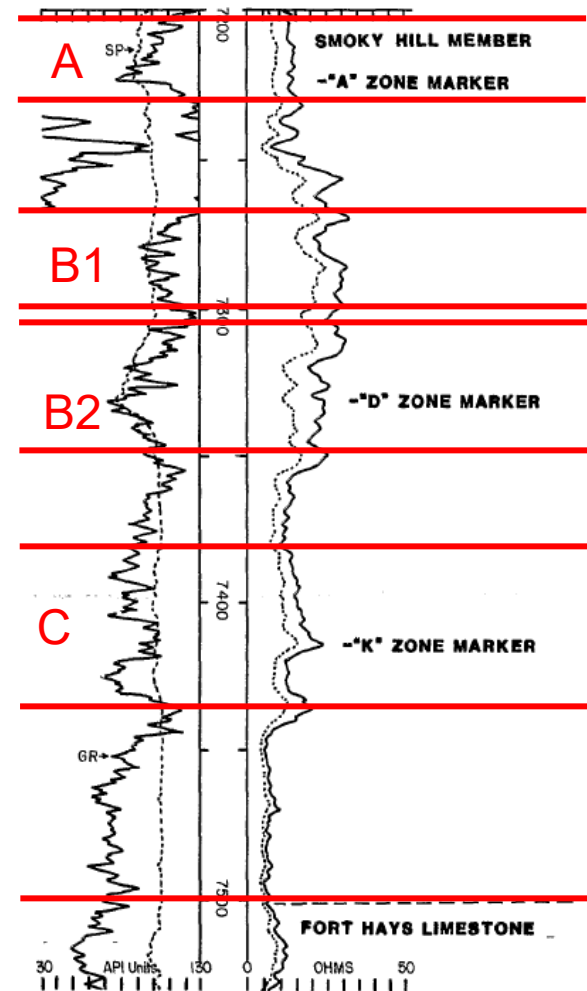 7200
SMOKY HILL MEMBER
SP
A
-"A" ZONE MARKER
B1
7300
B2
-"D" ZONE MARKER
7400
C
-"K" ZONE MARKER
GR
7500
FORT HAYS LIMESTONE
30 API Units 130 0 OHMS 50